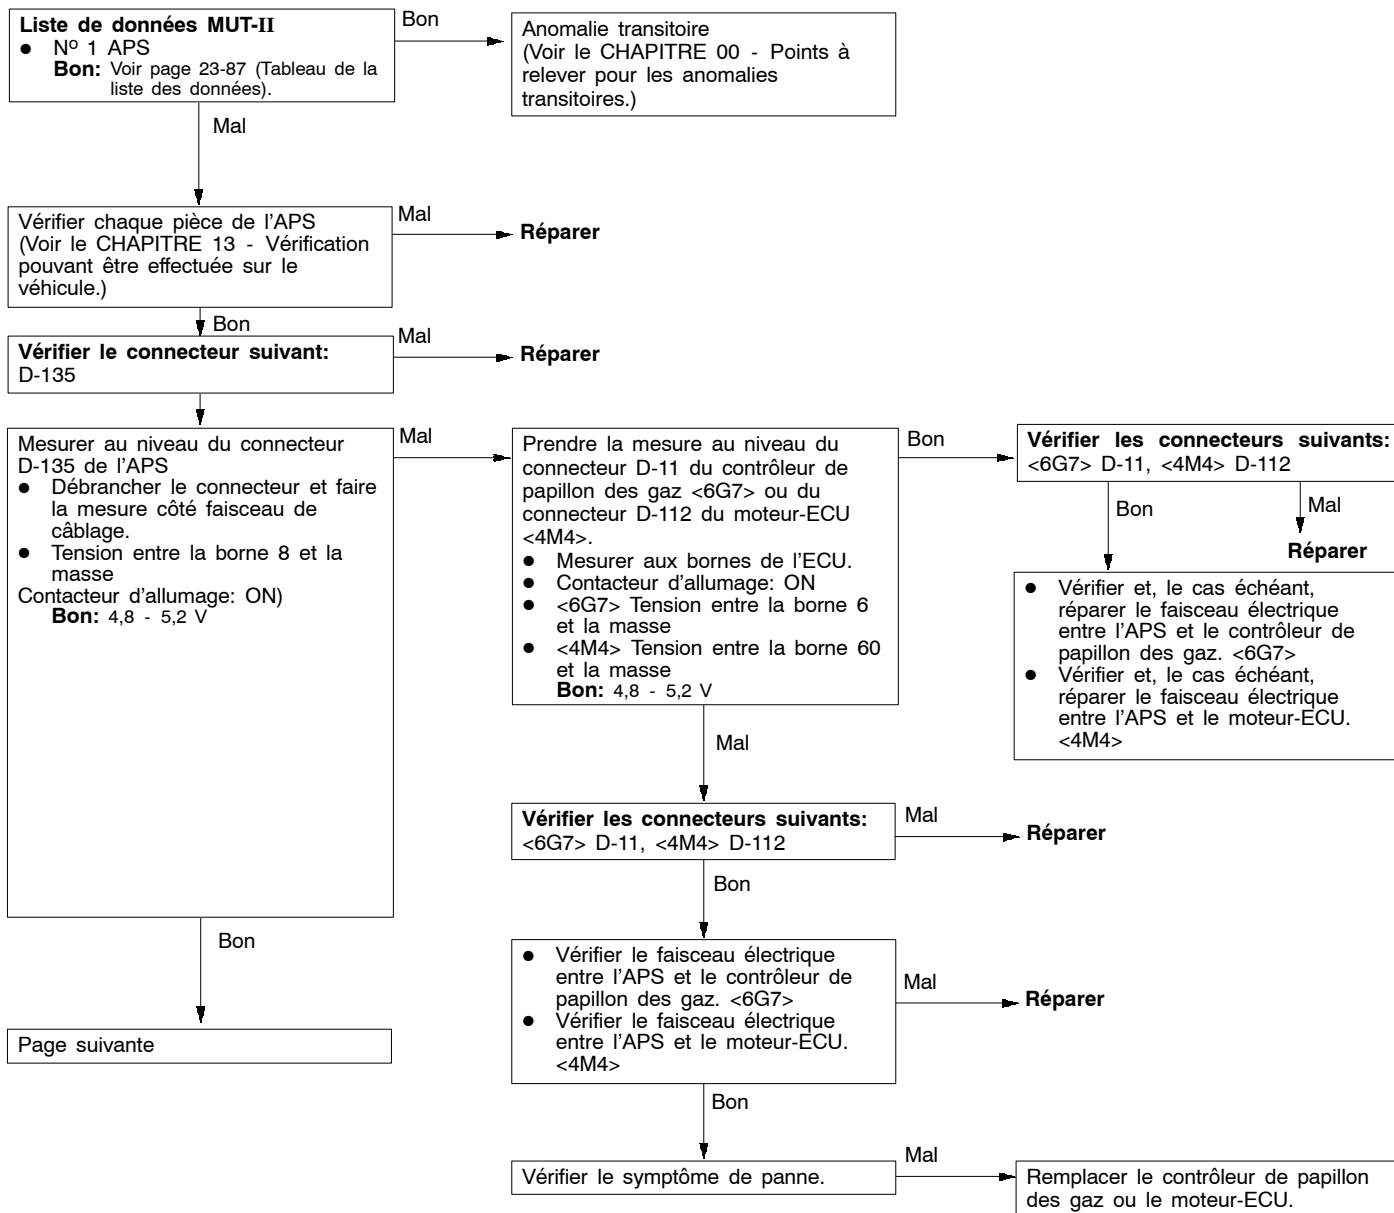 Liste de données MUT-II
● Nº 1 APS
Bon: Voir page 23-87 (Tableau de la
liste des données).
Bon
Anomalie transitoire
(Voir le CHAPITRE 00 - Points à
relever pour les anomalies
transitoires.)
Mal
Vérifier chaque pièce de l'APS
(Voir le CHAPITRE 13 - Vérification
pouvant être effectuée sur le
véhicule.)
Mal
Réparer
Bon
Vérifier le connecteur suivant:
D-135
Mal
Réparer
Mesurer au niveau du connecteur
D-135 de l'APS
● Débrancher le connecteur et faire
la mesure côté faisceau de
câblage.
● Tension entre la borne 8 et la
masse
Contacteur d'allumage: ON)
Bon: 4,8 - 5,2 V
Mal
Prendre la mesure au niveau du
connecteur D-11 du contrôleur de
papillon des gaz <6G7> ou du
connecteur D-112 du moteur-ECU
<4M4>.
● Mesurer aux bornes de l'ECU.
● Contacteur d'allumage: ON
● <6G7> Tension entre la borne 6
et la masse
● <4M4> Tension entre la borne 60
et la masse
Bon: 4,8 - 5,2 V
Bon
Vérifier les connecteurs suivants:
<6G7> D-11, <4M4> D-112
Bon
Mal
Réparer
● Vérifier et, le cas échéant,
réparer le faisceau électrique
entre l'APS et le contrôleur de
papillon des gaz. <6G7>
● Vérifier et, le cas échéant,
réparer le faisceau électrique
entre l'APS et le moteur-ECU.
<4M4>
Mal
Vérifier les connecteurs suivants:
<6G7> D-11, <4M4> D-112
Mal
Réparer
Bon
● Vérifier le faisceau électrique
entre l'APS et le contrôleur de
papillon des gaz. <6G7>
● Vérifier le faisceau électrique
entre l'APS et le moteur-ECU.
<4M4>
Mal
Réparer
Bon
Page suivante
Bon
Vérifier le symptôme de panne.
Mal
Remplacer le contrôleur de papillon
des gaz ou le moteur-ECU.